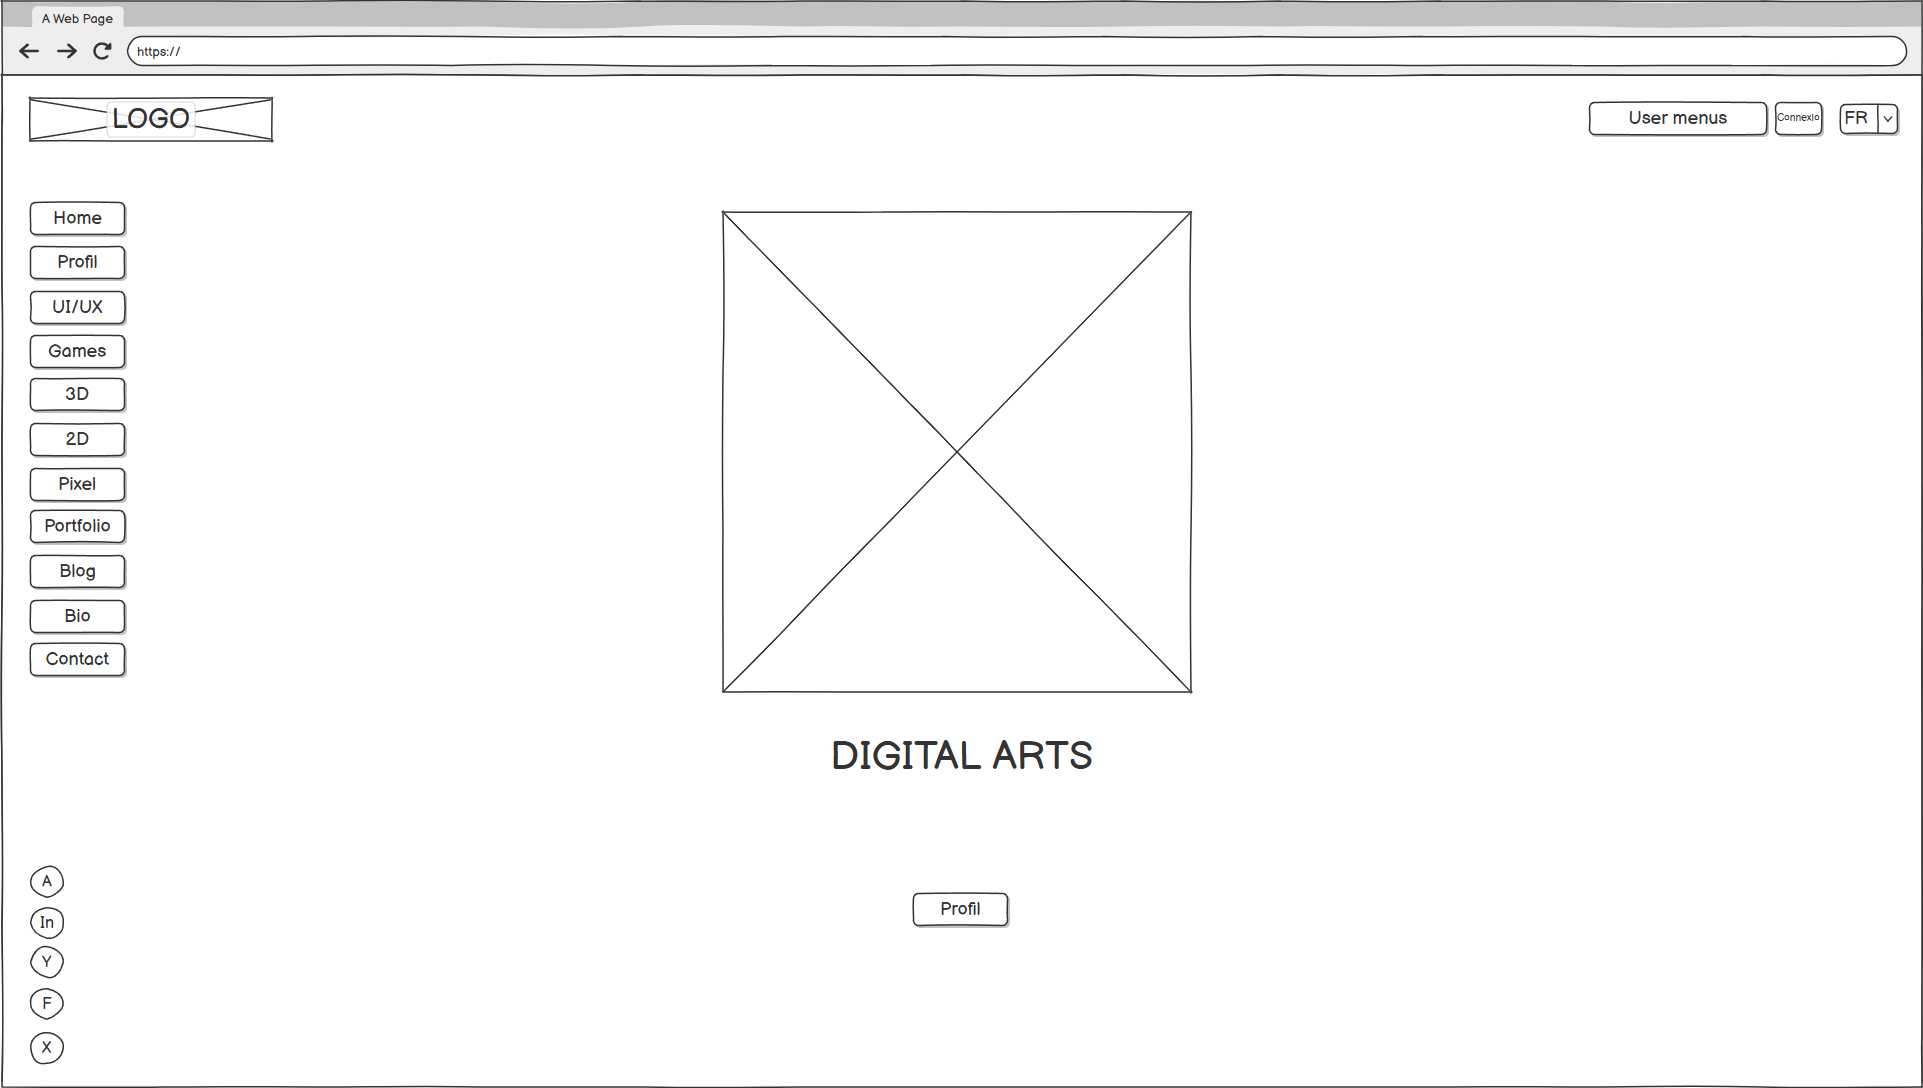 A Web Page
https://
LOGO
User menus
Connexio
FR
Home
Profil
UI/UX
Games
3D
2D
Pixel
Portfolio
Blog
Bio
Contact
DIGITAL ARTS
Profil
A
In
Y
F
X